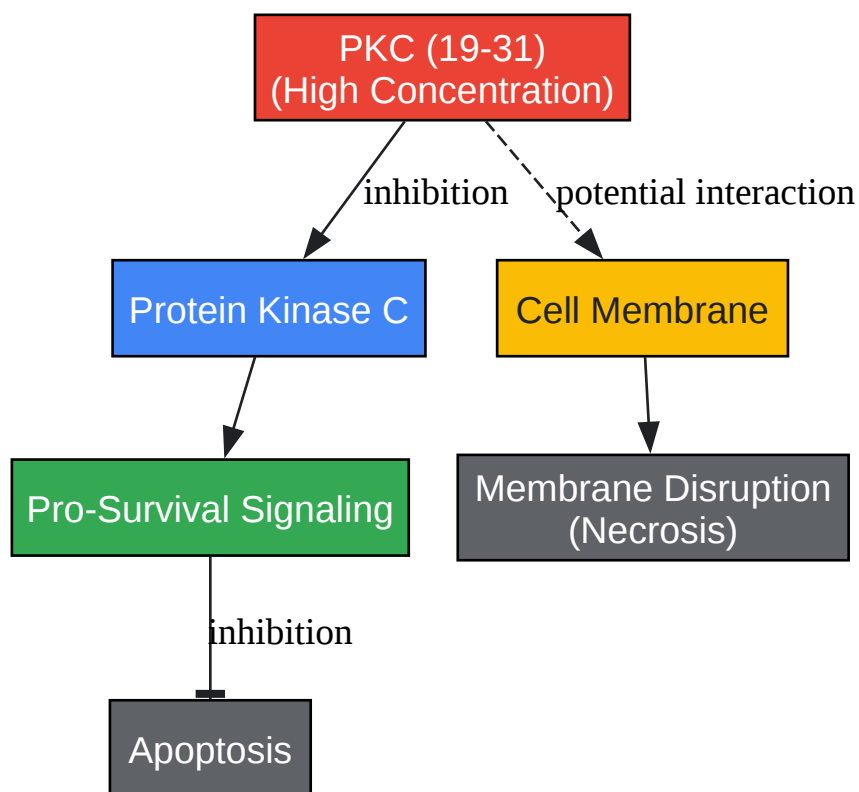 PKC (19-31)
(High Concentration)
inhibition
potential interaction
Protein Kinase C
Cell Membrane
Pro-Survival Signaling
Membrane Disruption
(Necrosis)
inhibition
Apoptosis